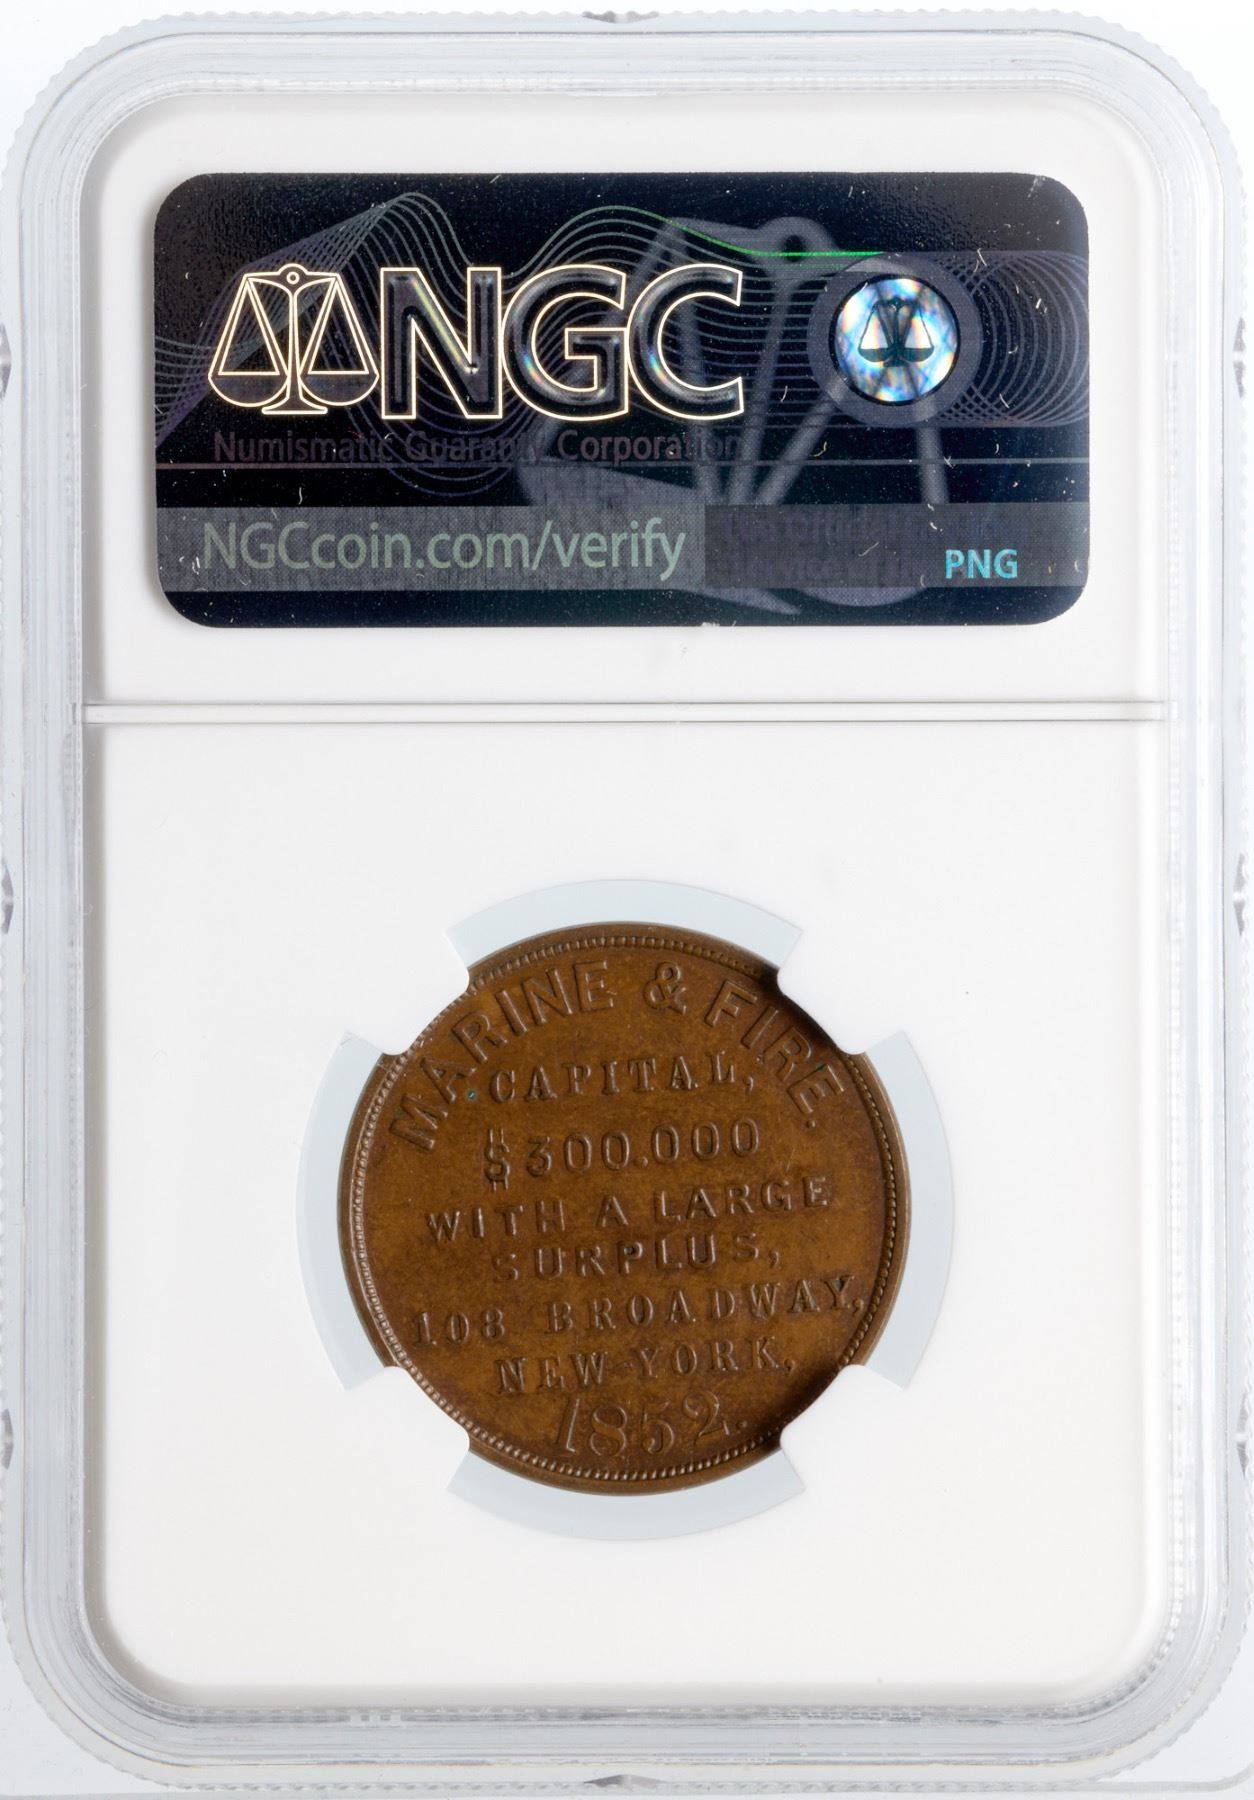 NGC
Numismatic Guaranty Corporation
NGCcoin.com/verify
PNG
MARINE & FIRE.
CAPITAL,
$300.000
WITH A LARGE
SURPLUS,
108 BROADWAY,
NEW-YORK,
1852.